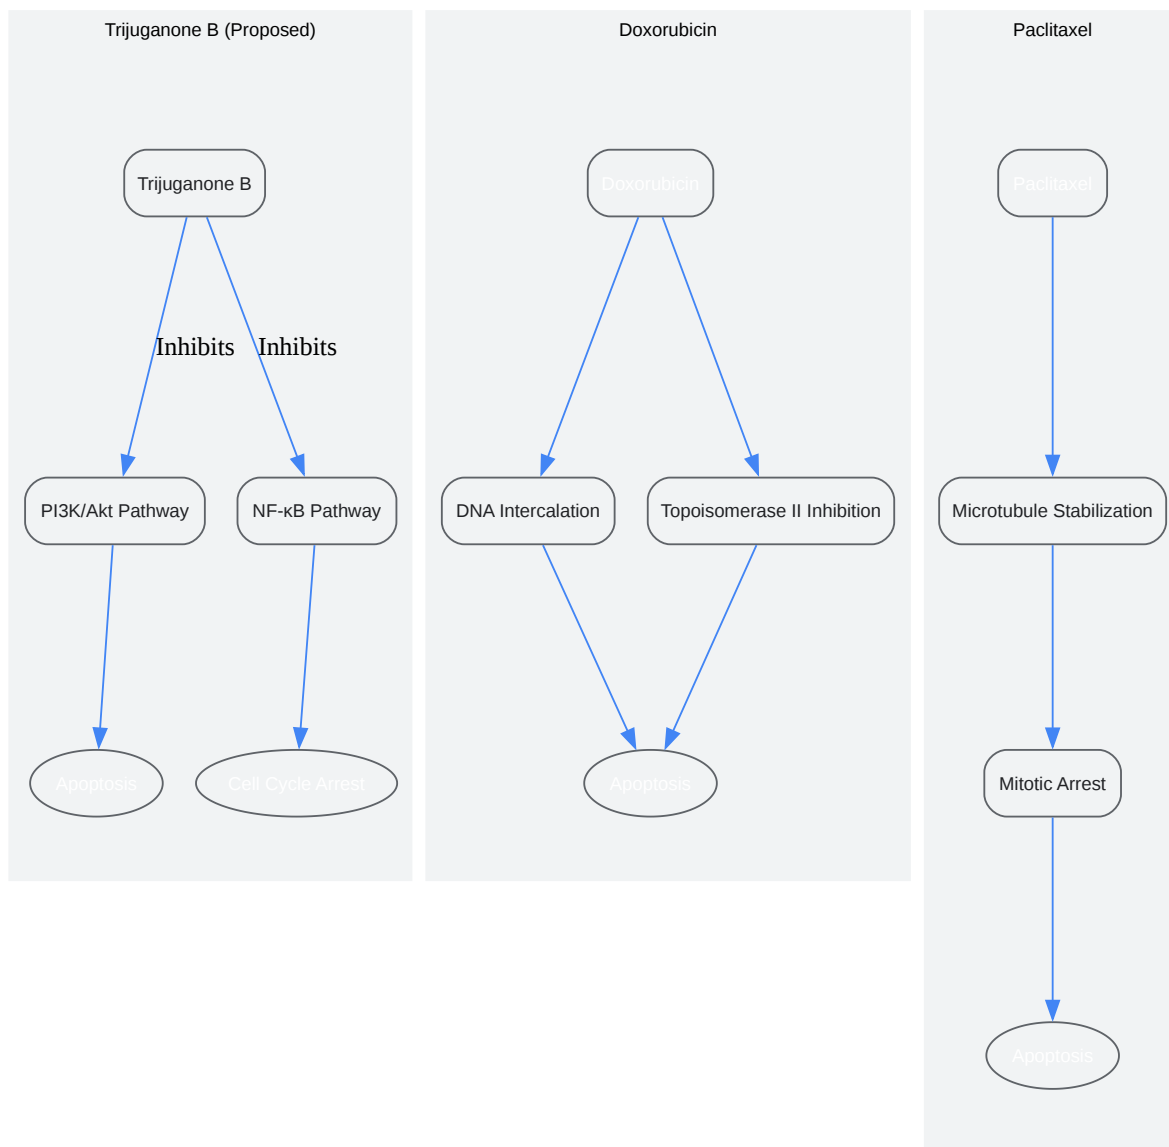 Trijuganone B (Proposed)
Trijuganone B
Inhibits
Inhibits
PI3K/Akt Pathway
NF-κB Pathway
Apoptosis
Cell Cycle Arrest
Doxorubicin
Doxorubicin
DNA Intercalation
Topoisomerase II Inhibition
Apoptosis
Paclitaxel
Paclitaxel
Microtubule Stabilization
Mitotic Arrest
Apoptosis